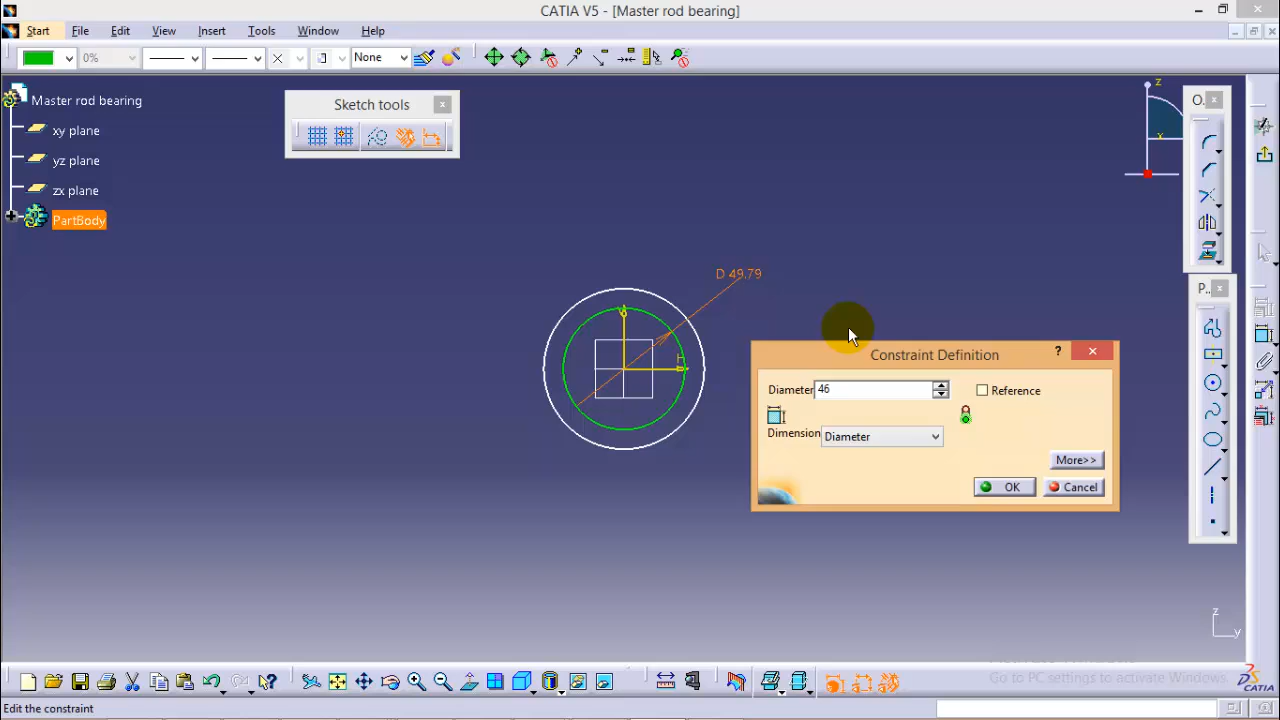 CATIA V5 - [Master rod bearing]
Start File Edit View Insert Tools Window Help
0% None
Master rod bearing
xy plane
yz plane
zx plane
PartBody
Sketch tools
z
x
O...
P...
D 49.79
H
Constraint Definition ?
Diameter 46 Reference
Dimension Diameter
More>>
OK Cancel
z
y
Go to PC settings to activate Windows.
CATIA
Edit the constraint